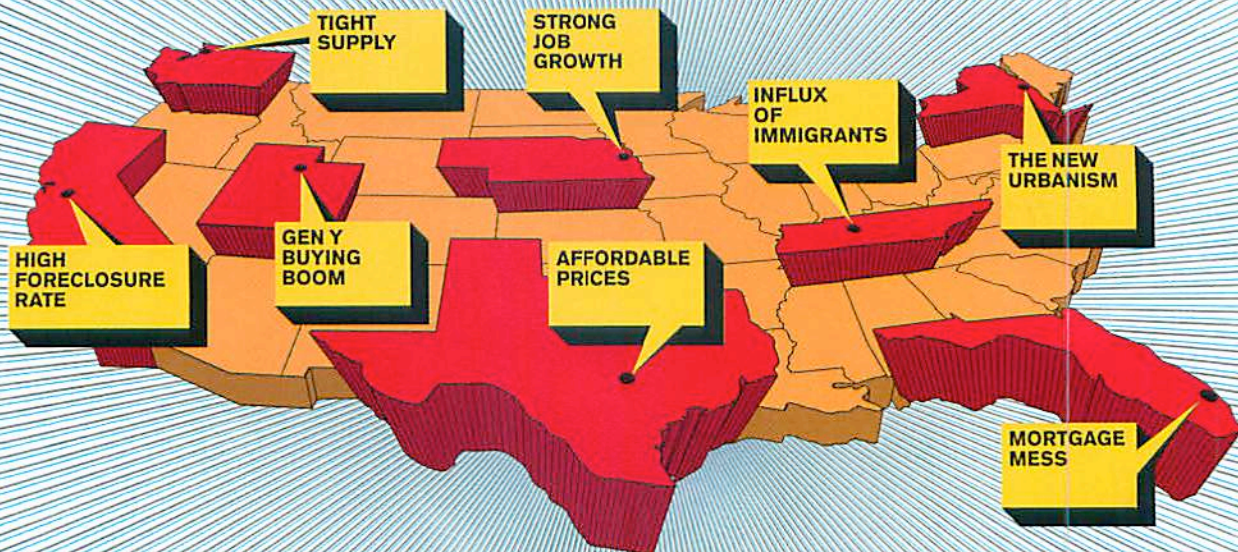 TIGHT
SUPPLY
STRONG
JOB
GROWTH
INFLUX
OF
IMMIGRANTS
THE NEW
URBANISM
HIGH
FORECLOSURE
RATE
GEN Y
BUYING
BOOM
AFFORDABLE
PRICES
MORTGAGE
MESS